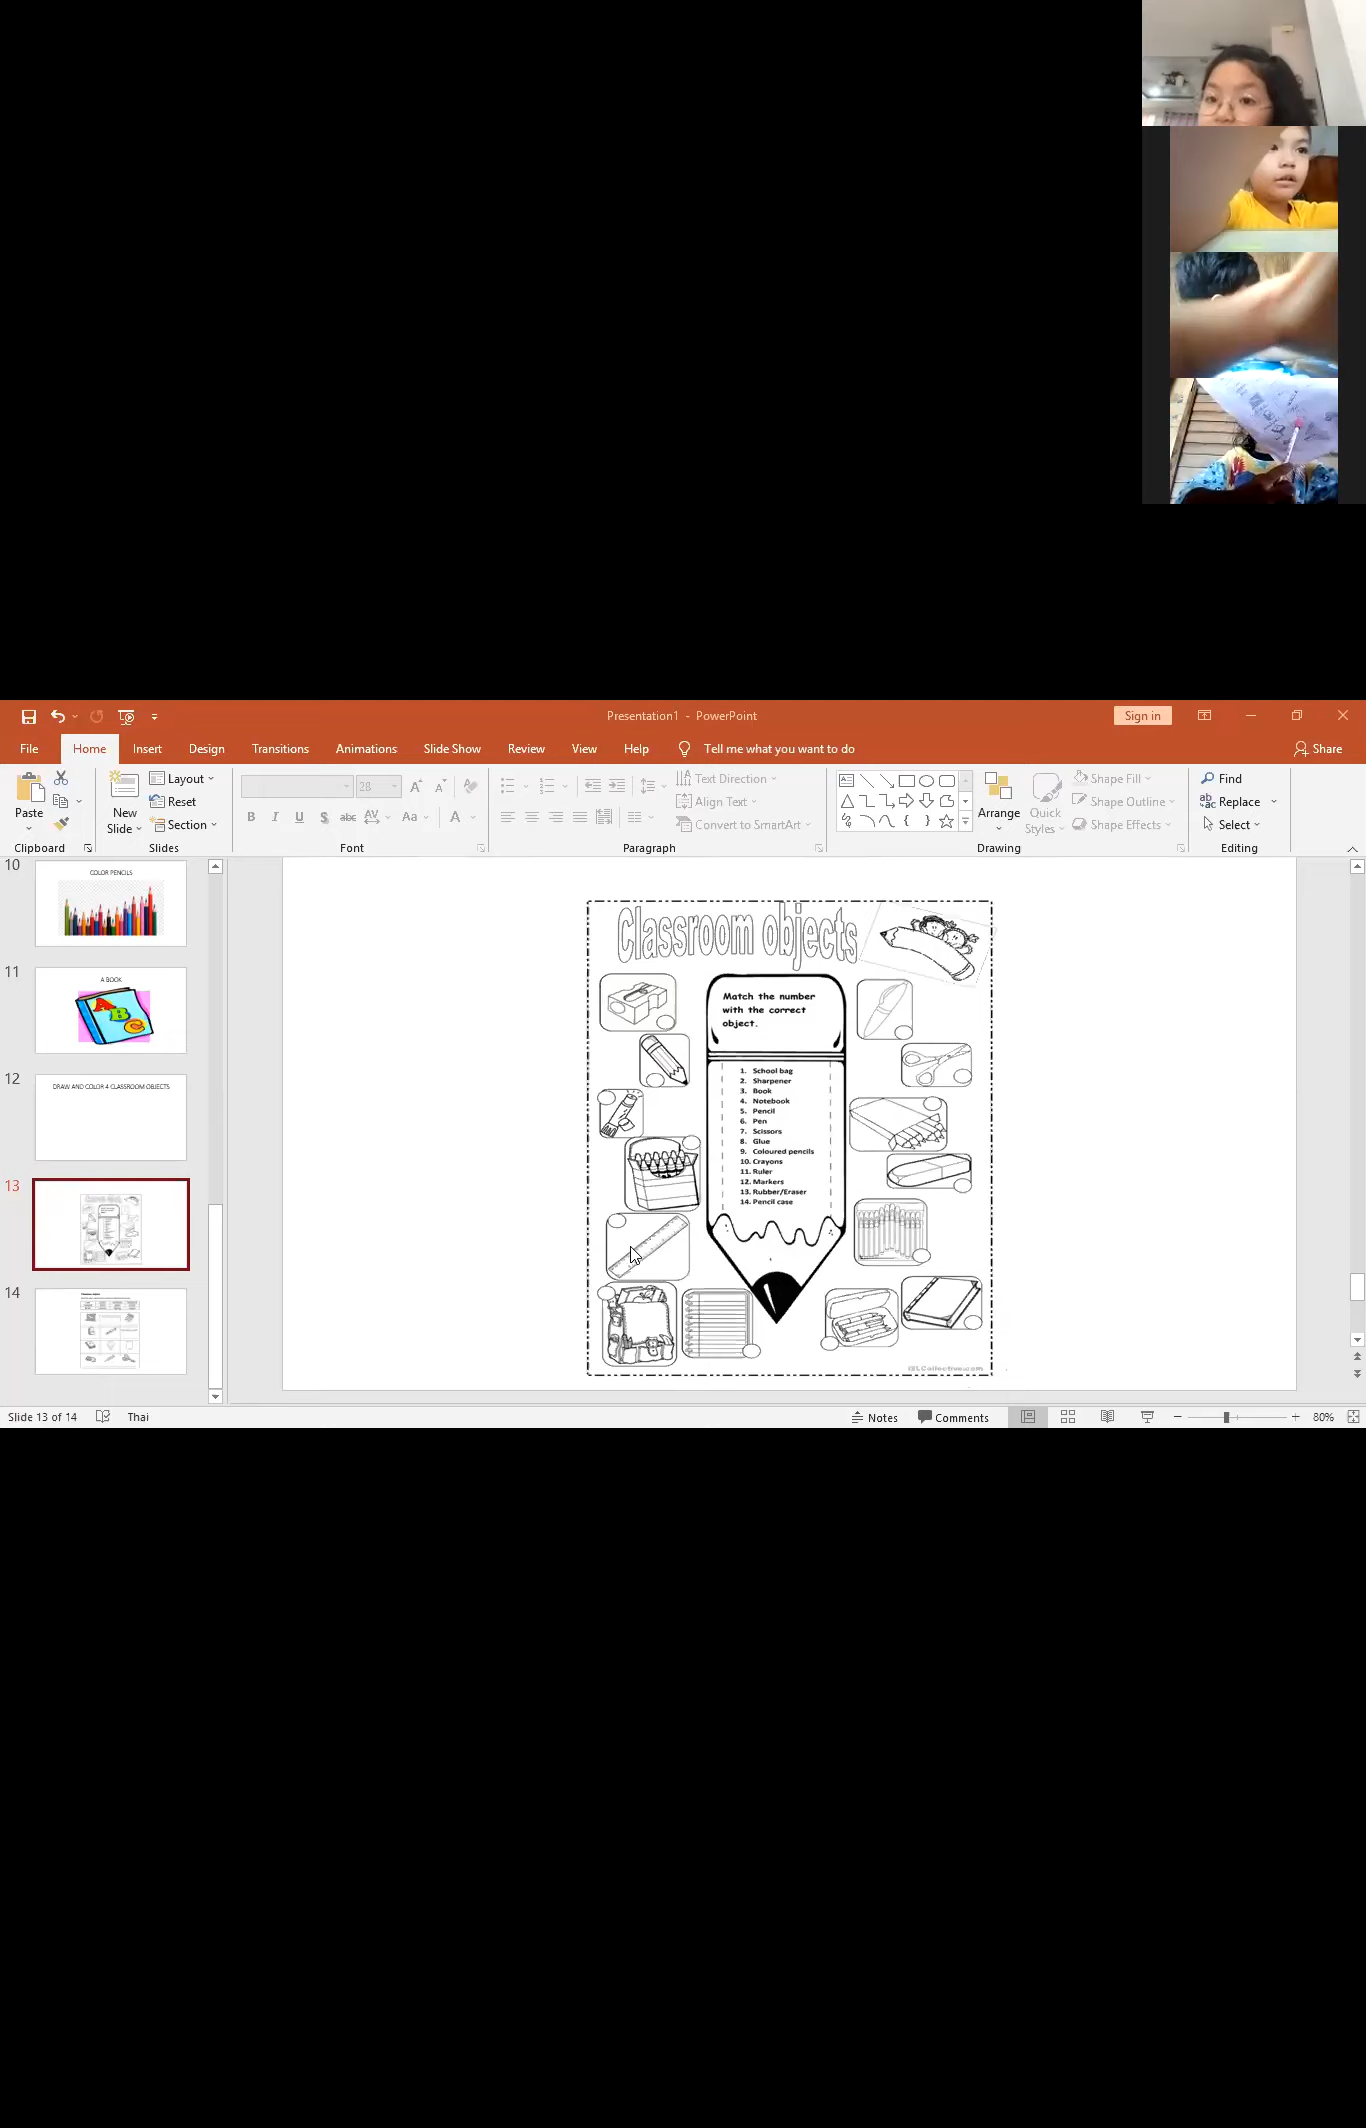 Presentation1 - PowerPoint
Sign in
File Home Insert Design Transitions Animations Slide Show Review View Help Tell me what you want to do Share
Paste
Clipboard
New Slide
Layout
Reset
Section
Slides
28
B I U S abc AV Aa A
Font
Text Direction
Align Text
Convert to SmartArt
Paragraph
Arrange
Quick Styles
Shape Fill
Shape Outline
Shape Effects
Drawing
Find
Replace
Select
Editing
10
COLOR PENCILS
11
A BOOK
A B C
12
DRAW AND COLOR 4 CLASSROOM OBJECTS
13
14
Classroom objects
Match the number
with the correct
object.
1. School bag
2. Sharpener
3. Book
4. Notebook
5. Pencil
6. Pen
7. Scissors
8. Glue
9. Coloured pencils
10. Crayons
11. Ruler
12. Markers
13. Rubber/Eraser
14. Pencil case
iSLCollective.com
Slide 13 of 14 Thai Notes Comments 80%